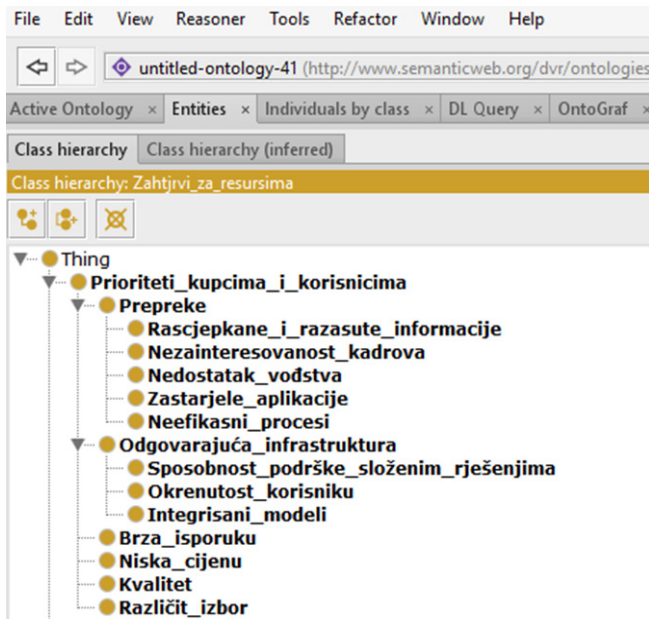 File Edit View Reasoner Tools Refactor Window Help
untitled-ontology-41 (http://www.semanticweb.org/dvr/ontologies
Active Ontology × Entities × Individuals by class × DL Query × OntoGraf ×
Class hierarchy Class hierarchy (inferred)
Class hierarchy: Zahtjrvi_za_resursima
Thing
Prioriteti_kupcima_i_korisnicima
Prepreke
Rascjepkane_i_razasute_informacije
Nezainteresovanost_kadrova
Nedostatak_vođstva
Zastarjele_aplikacije
Neefikasni_procesi
Odgovarajuća_infrastruktura
Sposobnost_podrške_složenim_rješenjima
Okrenutost_korisniku
Integrisani_modeli
Brza_isporuku
Niska_cijenu
Kvalitet
Različit_izbor